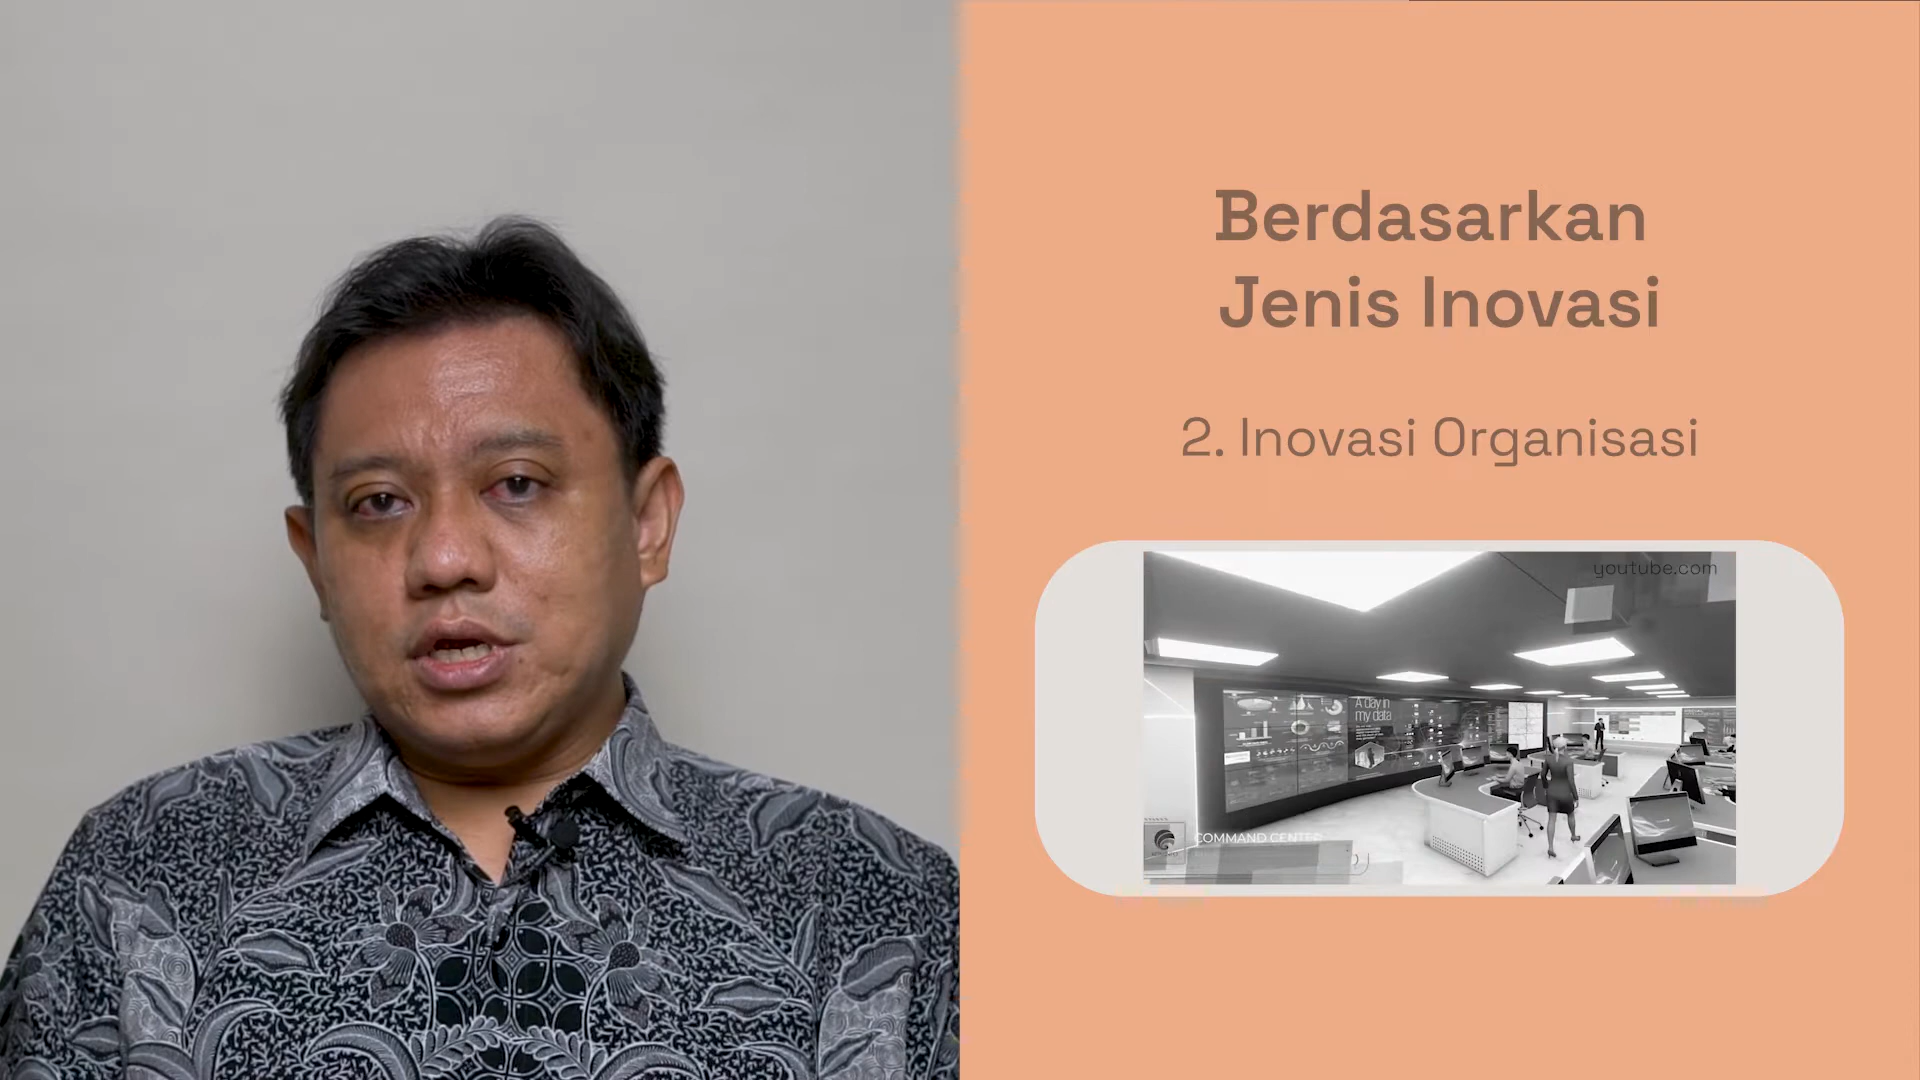 Berdasarkan
Jenis Inovasi
2. Inovasi Organisasi
youtube.com
A day in
my data
COMMAND CENTER